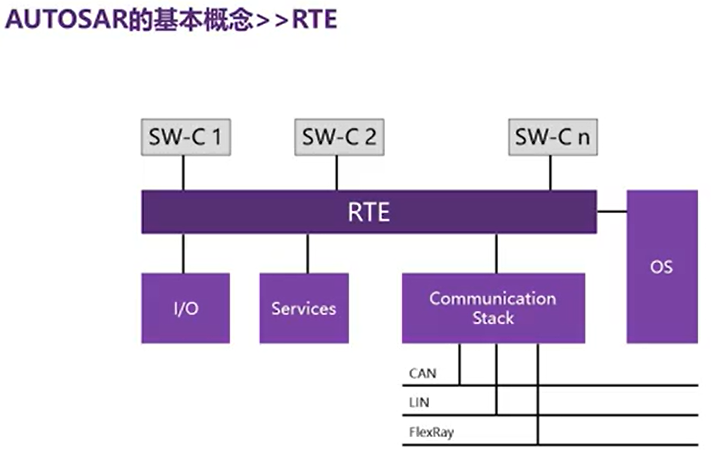 AUTOSAR的基本概念>>RTE
SW-C 1
SW-C 2
SW-C n
RTE
OS
I/O
Services
Communication
Stack
CAN
LIN
FlexRay